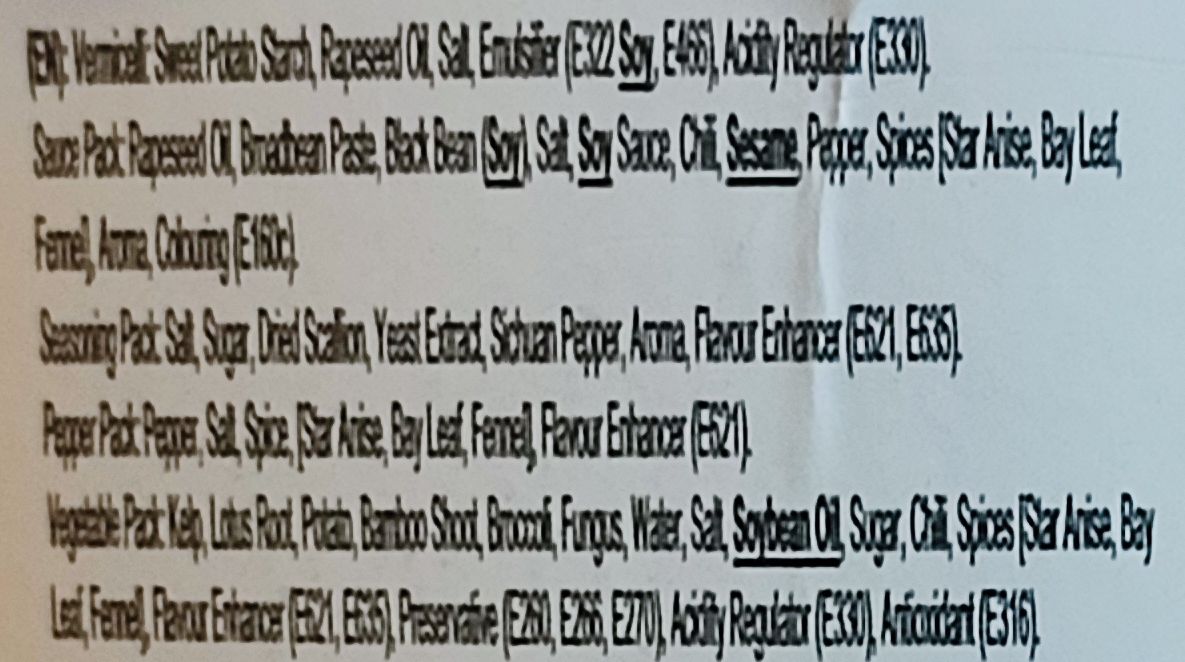 (EN): Vermicelli: Sweet Potato Starch, Rapeseed Oil, Salt, Emulsifier (E322 Soy, E466), Acidity Regulator (E330).
Sauce Pack: Rapeseed Oil, Broadbean Paste, Black Bean (Soy), Salt, Soy Sauce, Chili, Sesame, Pepper, Spices [Star Anise, Bay Leaf,
Fennel], Aroma, Colouring (E160c).
Seasoning Pack: Salt, Sugar, Dried Scallion, Yeast Extract, Sichuan Pepper, Aroma, Flavour Enhancer (E621, E635).
Pepper Pack: Pepper, Salt, Spice, [Star Anise, Bay Leaf, Fennel], Flavour Enhancer (E621).
Vegetable Pack: Kelp, Lotus Root, Potato, Bamboo Shoot, Broccoli, Fungus, Water, Salt, Soybean Oil, Sugar, Chili, Spices [Star Anise, Bay
Leaf, Fennel], Flavour Enhancer (E621, E635), Preservative (E260, E266, E270), Acidity Regulator (E330), Antioxidant (E316).